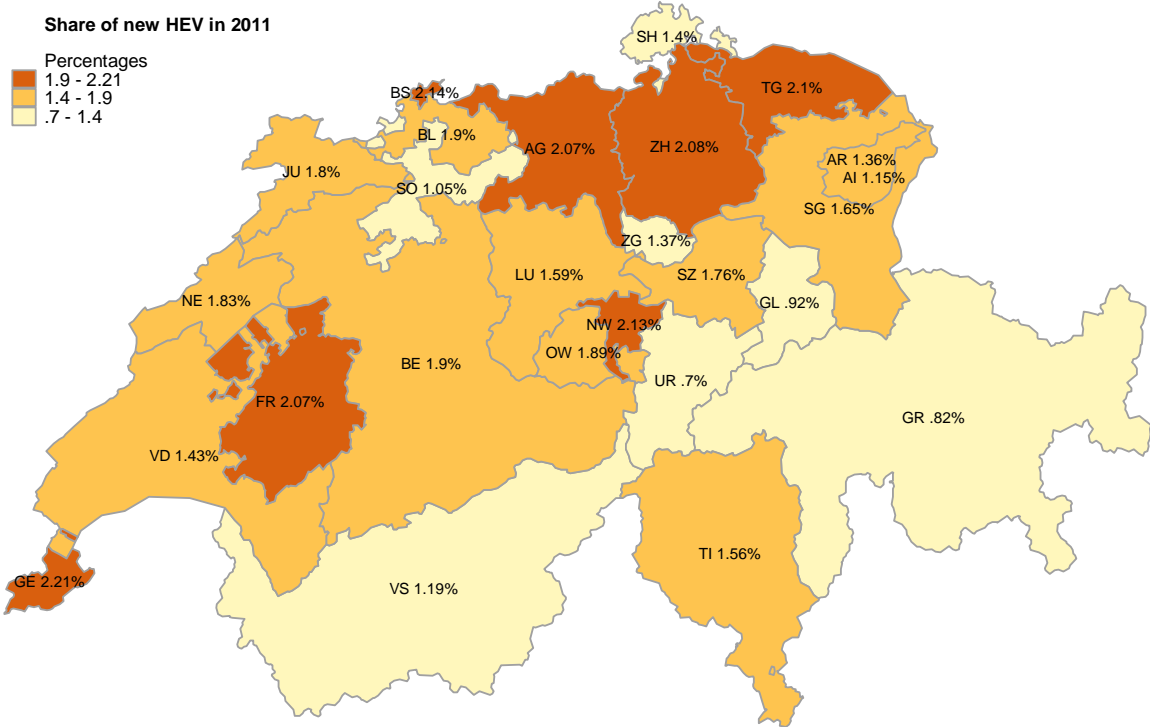 Share of new HEV in 2011
Percentages
1.9 - 2.21
1.4 - 1.9
.7 - 1.4
SH 1.4%
TG 2.1%
BS 2.14%
BL 1.9%
AG 2.07%
ZH 2.08%
AR 1.36%
JU 1.8%
AI 1.15%
SO 1.05%
SG 1.65%
ZG 1.37%
LU 1.59%
SZ 1.76%
NE 1.83%
GL .92%
NW 2.13%
OW 1.89%
BE 1.9%
UR .7%
FR 2.07%
GR .82%
VD 1.43%
TI 1.56%
GE 2.21%
VS 1.19%